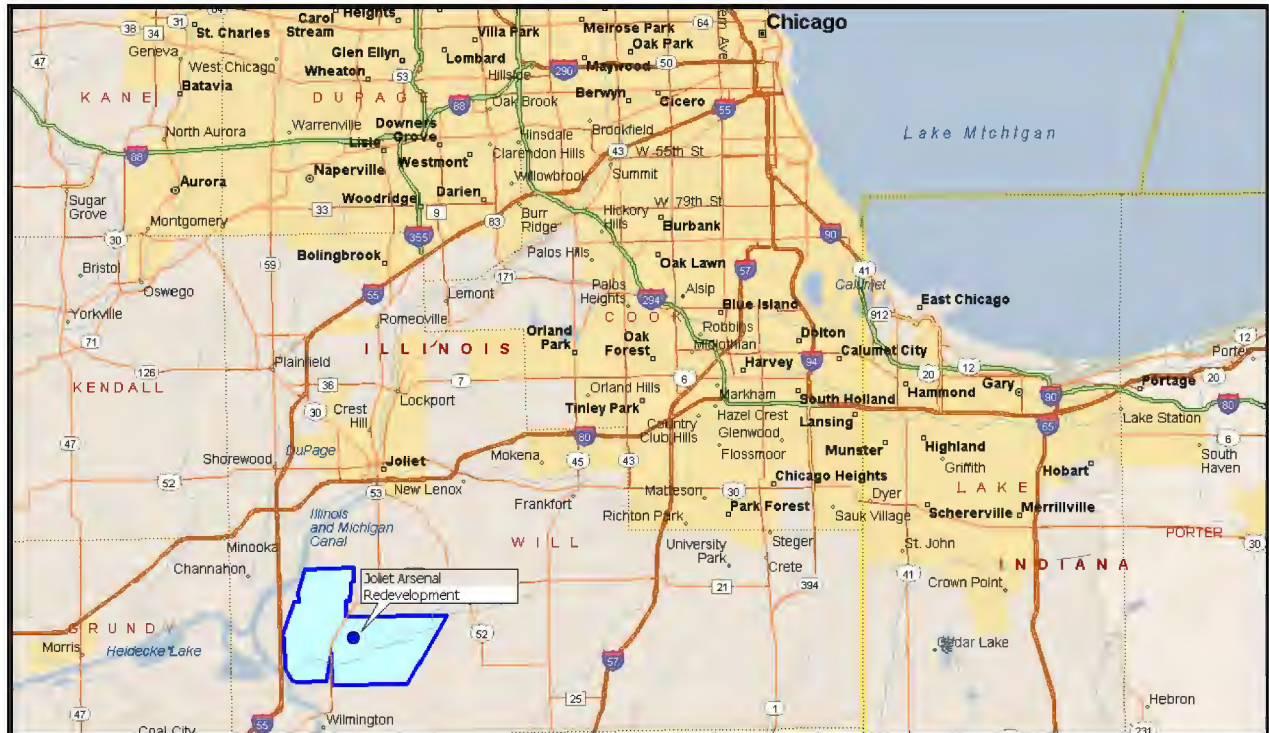 Chicago
Heights
Carol
Stream
31
38
34
St. Charles
Geneva
47
West Chicago
Batavia
KANE
Glen Ellyn
Wheaton
53
Villa Park
Lombard
Hillside
Melrose Park
Oak Park
64
290
Maywood
50
Berwyn
Cicero
55
DUPAGE
88
Oak Brook
North Aurora
Warrenville
Downers
Grove
Lisle
Hinsdale
Brookfield
43
W 55th St
Clarendon Hills
Westmont
88
Naperville
Willowbrook
Summit
Lake Michigan
Aurora
Woodridge
Darien
W 79th St
Sugar
Grove
Montgomery
33
9
83
Burr
Ridge
Hickory
Hills
Burbank
30
355
90
Bristol
59
Bolingbrook
Palos Hills
Oak Lawn
57
41
Calumet
Oswego
55
171
Lemont
Palos
Heights
294
Alsip
Blue Island
East Chicago
912
Yorkville
Romeoville
COOK
Robbins
Dolton
71
ILLINOIS
Orland
Park
Oak
Forest
Midlothian
Harvey
94
Calumet City
12
Porter
Plainfield
126
KENDALL
36
7
6
20
12
Gary
Portage
20
Hammond
30
Lockport
Orland Hills
Markham
South Holland
90
80
Crest
Hill
Tinley Park
Hazel Crest
Lansing
65
Lake Station
47
DuPage
80
Country
Club Hills
Glenwood
6
Shorewood
Joliet
Mokena
45
43
Flossmoor
Munster
Highland
Griffith
Hobart
South
Haven
52
53
New Lenox
Chicago Heights
LAKE
Frankfort
Matteson
30
Dyer
Illinois
and Michigan
Canal
Richton Park
Park Forest
Sauk Village
Schererville
Merrillville
Minooka
WILL
University
Park
Steger
St. John
PORTER
30
Channahon
Crete
INDIANA
Joliet Arsenal
Redevelopment
21
394
41
Crown Point
GRUNDY
52
Morris
Heidecke Lake
57
Cedar Lake
25
47
55
Wilmington
1
Hebron
Coal City
231